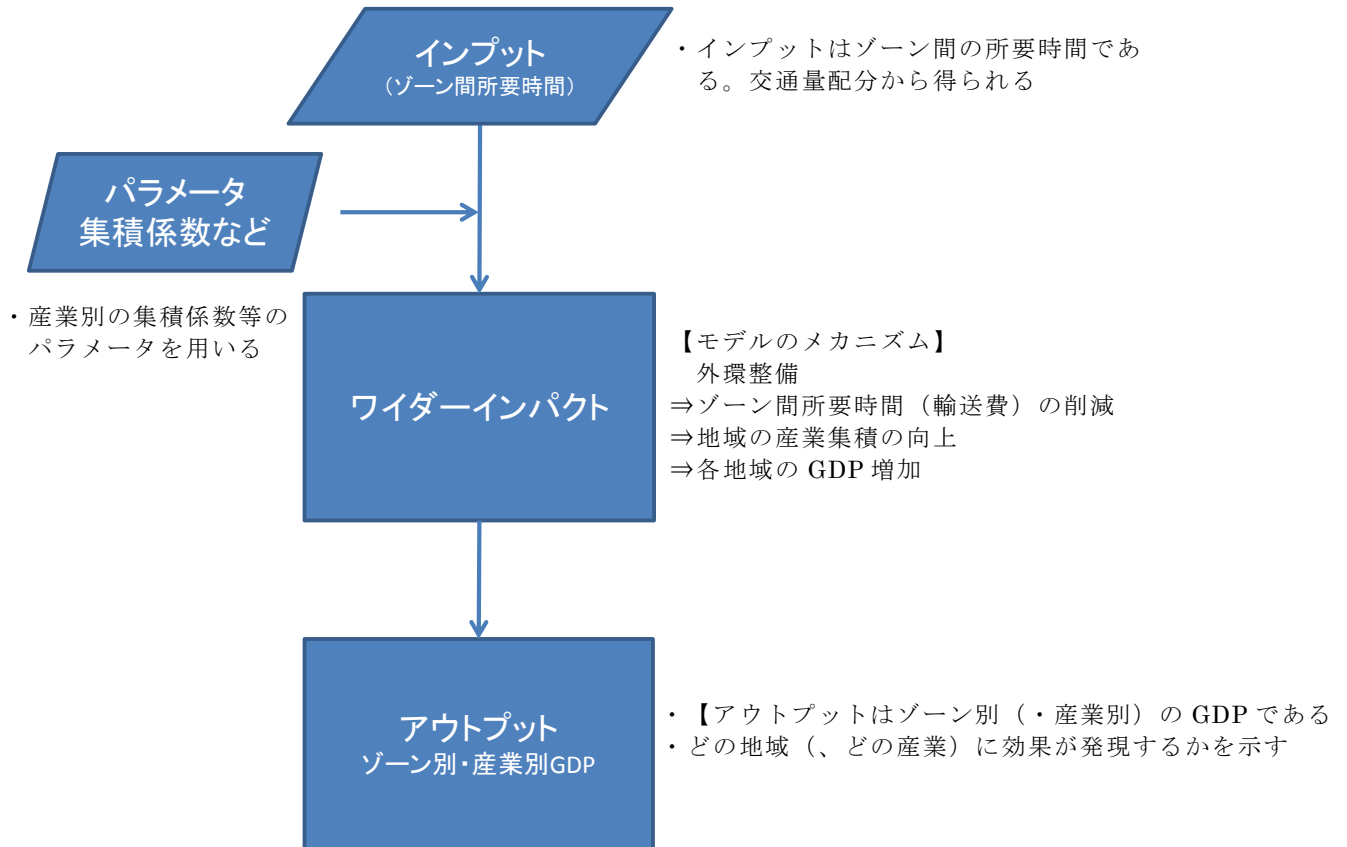 インプット
（ゾーン間所要時間）
・インプットはゾーン間の所要時間であ
る。交通量配分から得られる
パラメータ
集積係数など
・産業別の集積係数等の
パラメータを用いる
ワイダーインパクト
【モデルのメカニズム】
外環整備
⇒ゾーン間所要時間（輸送費）の削減
⇒地域の産業集積の向上
⇒各地域の GDP 増加
アウトプット
ゾーン別・産業別GDP
・【アウトプットはゾーン別（・産業別）の GDP である
・どの地域（、どの産業）に効果が発現するかを示す